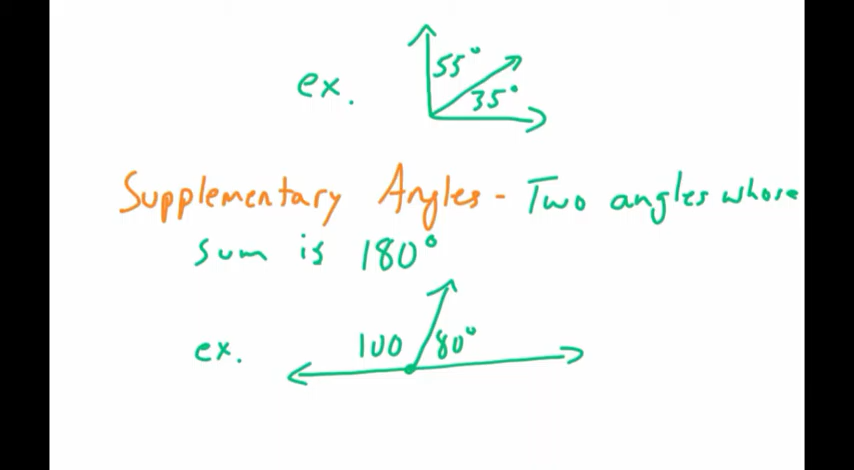 55°
ex. 35°
Supplementary Angles - Two angles whose
sum is 180°
ex. 100 80°